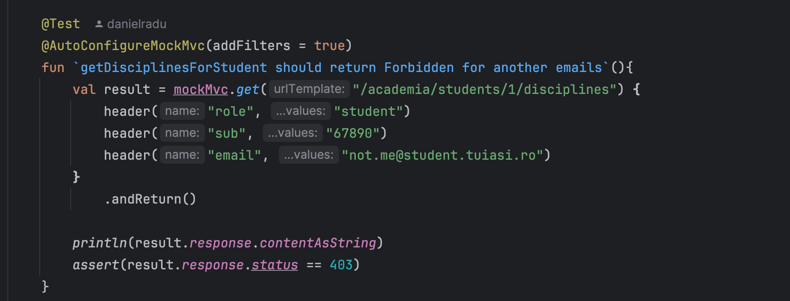 @Test danielradu
@AutoConfigureMockMvc(addFilters = true)
fun `getDisciplinesForStudent should return Forbidden for another emails`(){
val result = mockMvc.get( urlTemplate: "/academia/students/1/disciplines") {
header( name: "role", ...values: "student")
header( name: "sub", ...values: "67890")
header( name: "email", ...values: "not.me@student.tuiasi.ro")
}
.andReturn()
println(result.response.contentAsString)
assert(result.response.status == 403)
}